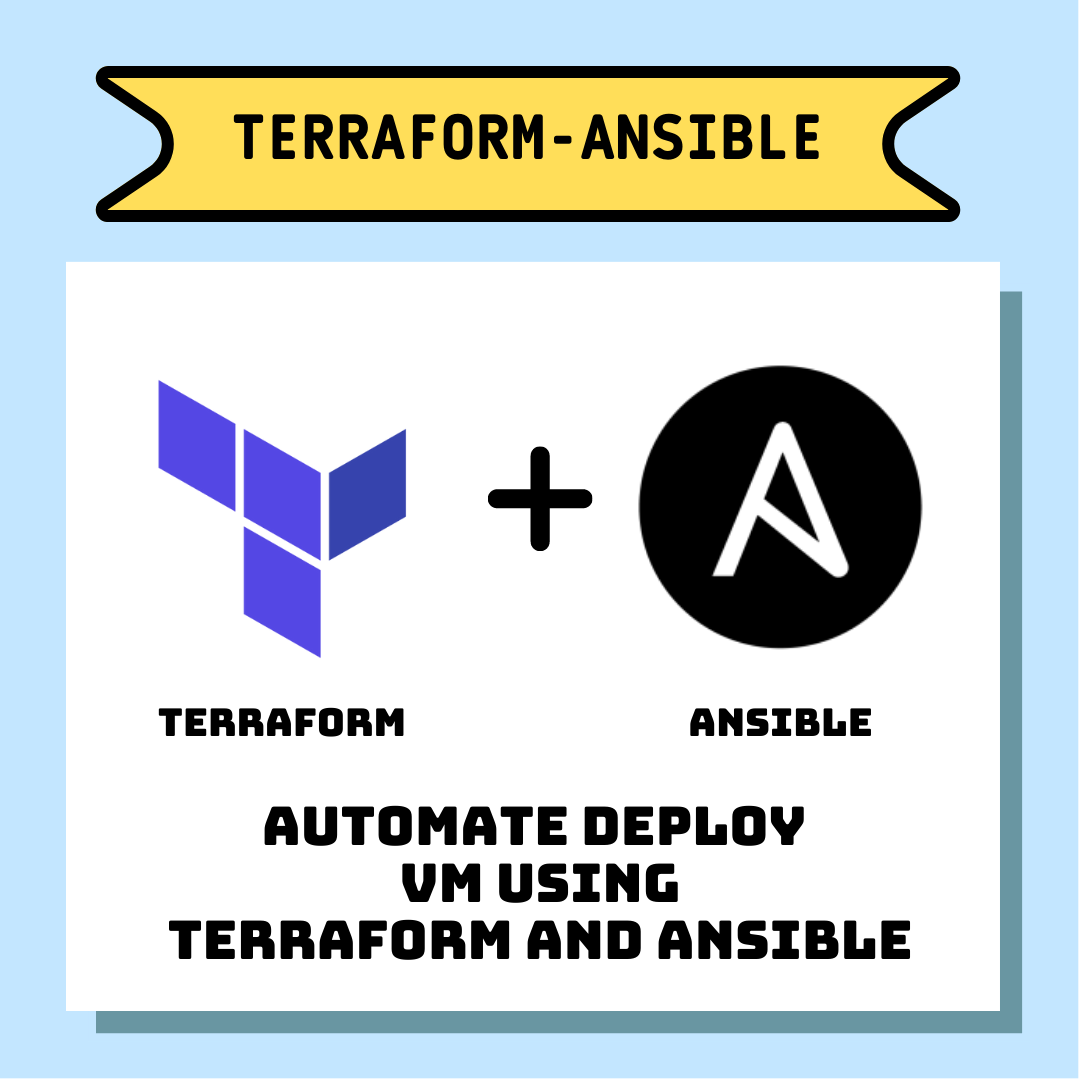 TERRAFORM-ANSIBLE
TERRAFORM
ANSIBLE
AUTOMATE DEPLOY
VM USING
TERRAFORM AND ANSIBLE